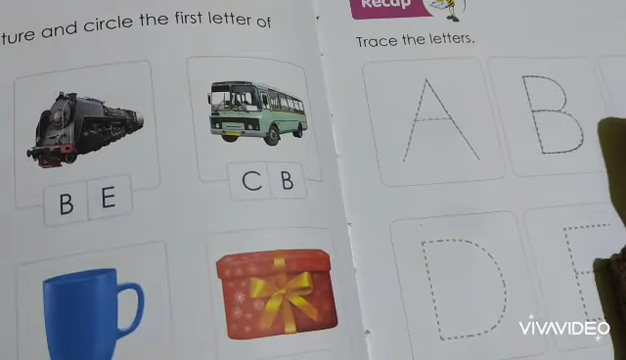 ture and circle the first letter of
B E
C B
Recap
Trace the letters.
A B
D E
VIVAVIDEO